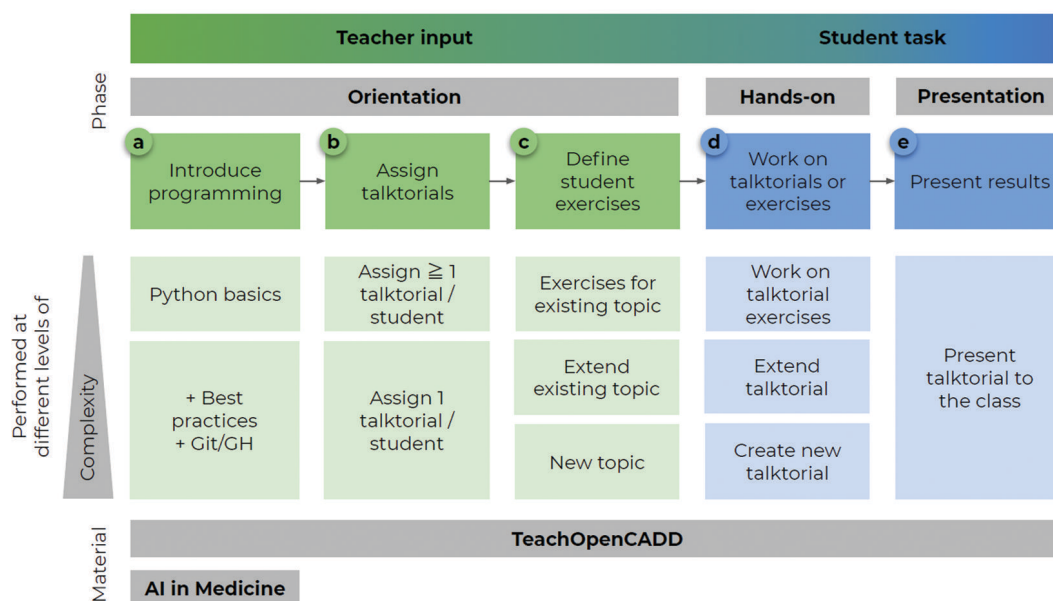 Teacher input
Student task
Phase
Orientation
Hands-on
Presentation
a
Introduce
programming
b
Assign
talktorials
c
Define
student
exercises
d
Work on
talktorials or
exercises
e
Present results
Performed at
different levels of
Complexity
Python basics
Assign ≧ 1
talktorial /
student
Exercises for
existing topic
Work on
talktorial
exercises
+ Best
practices
+ Git/GH
Assign 1
talktorial /
student
Extend
existing topic
Extend
talktorial
New topic
Create new
talktorial
Present
talktorial to
the class
Material
TeachOpenCADD
AI in Medicine